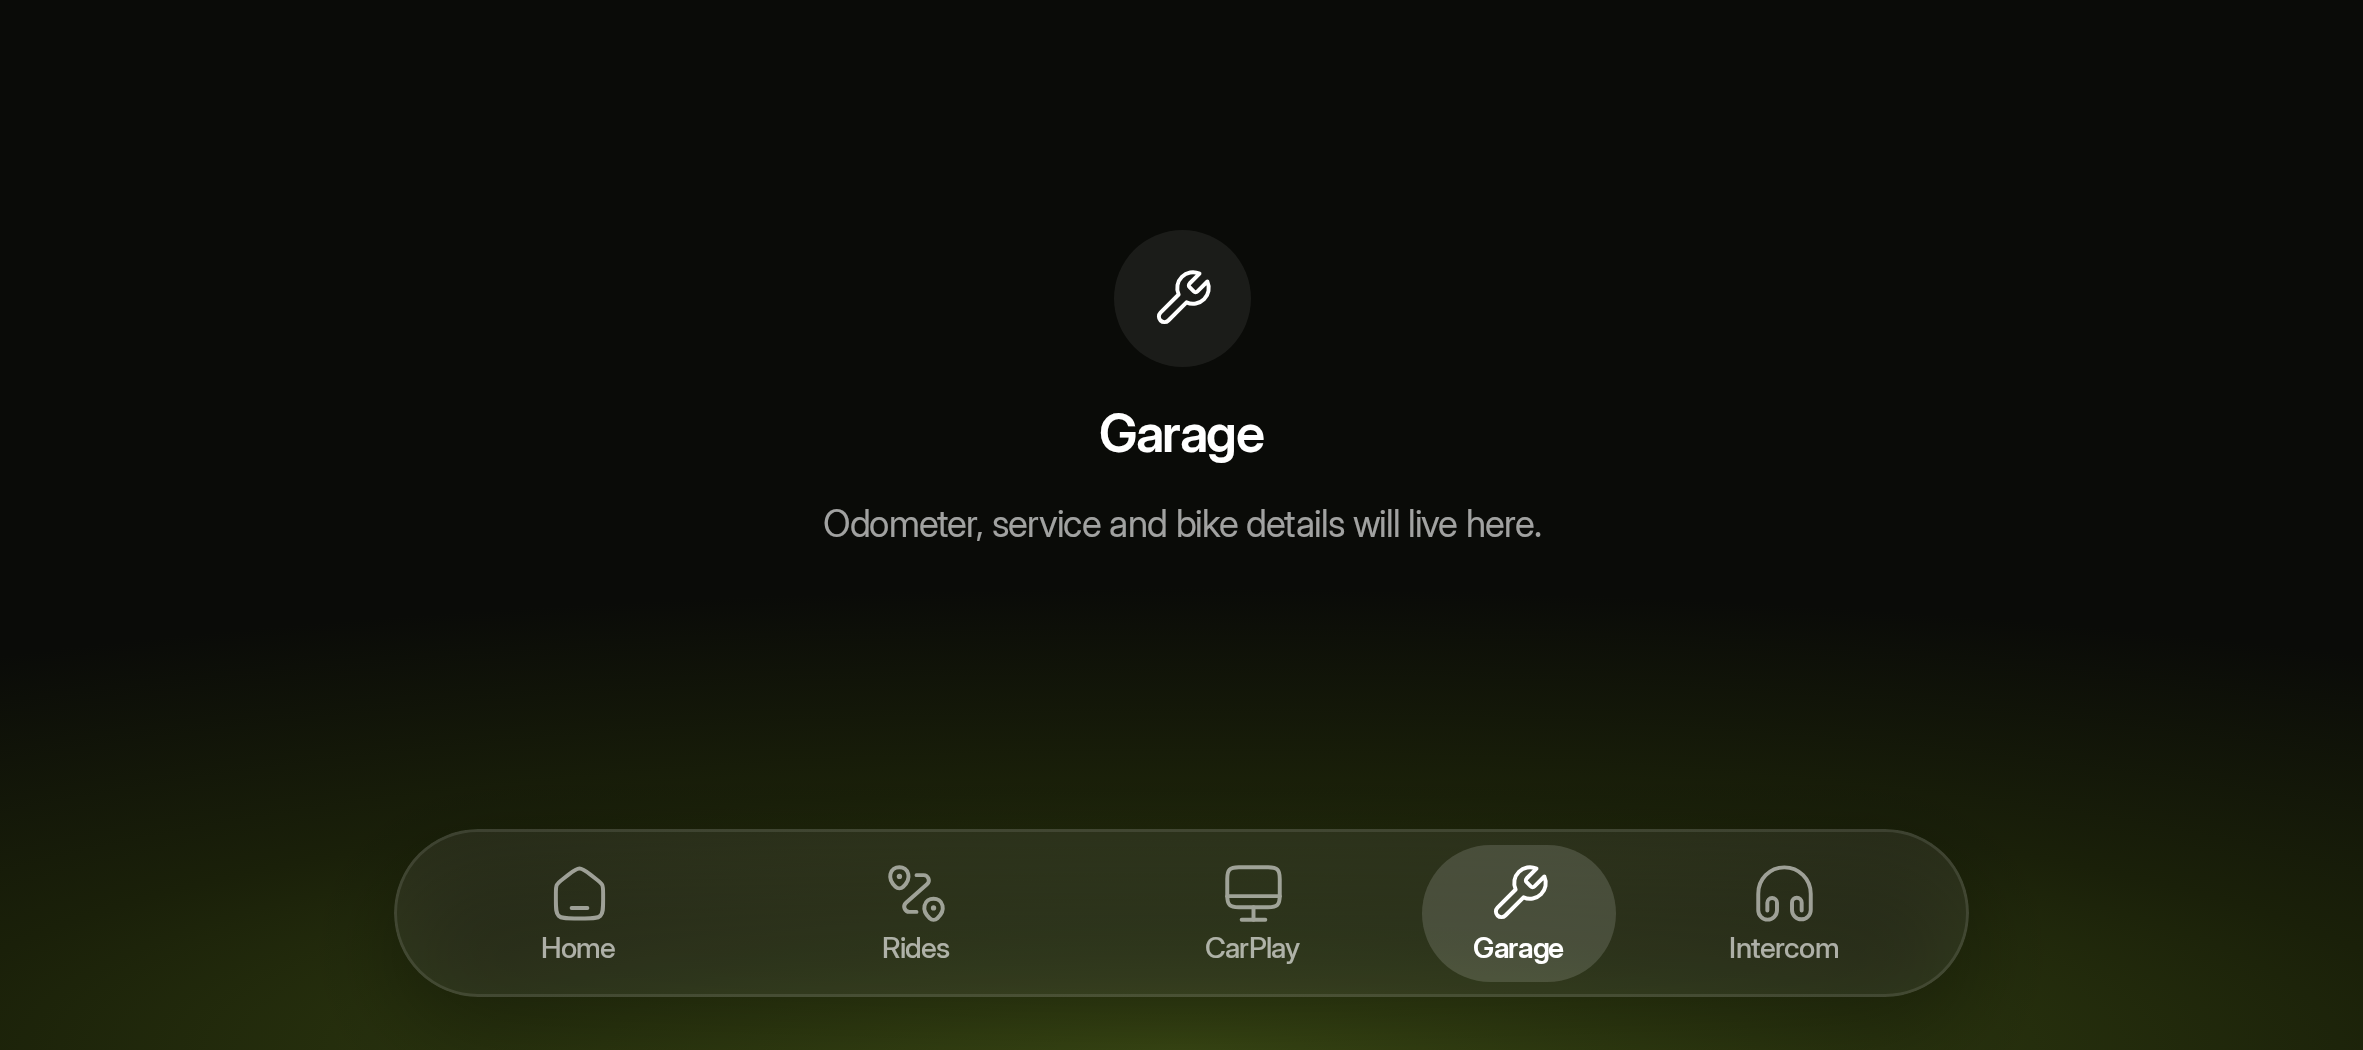 Garage
Odometer, service and bike details will live here.
Home
Rides
CarPlay
Garage
Intercom